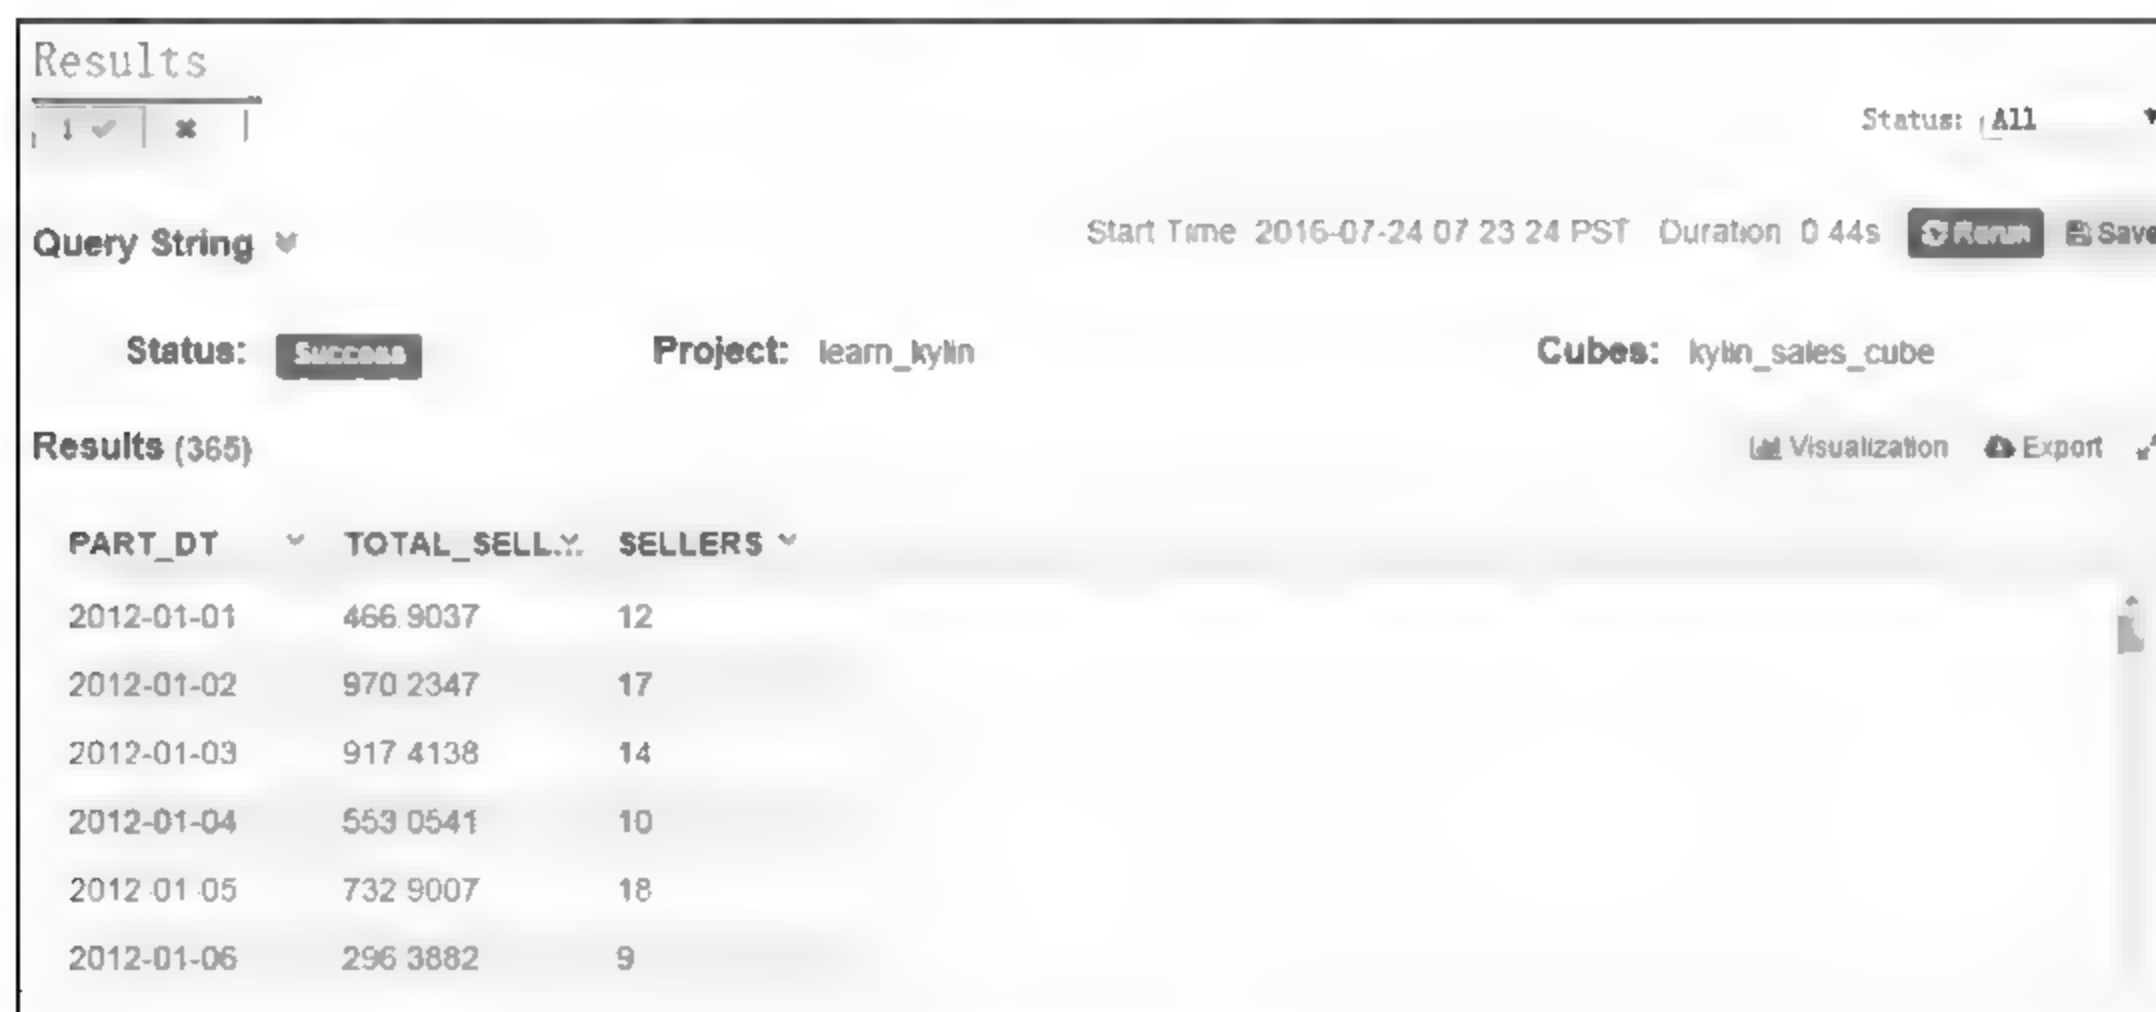 Results
1
Status: All
Query String
Start Time 2016-07-24 07 23 24 PST Duration 0 44s Rerun Save
Status: Success Project: learn_kylin Cubes: kylin_sales_cube
Results (365)
Visualization Export
PART_DT TOTAL_SELL... SELLERS
2012-01-01 466.9037 12
2012-01-02 970 2347 17
2012-01-03 917 4138 14
2012-01-04 553 0541 10
2012 01 05 732 9007 18
2012-01-06 296 3882 9